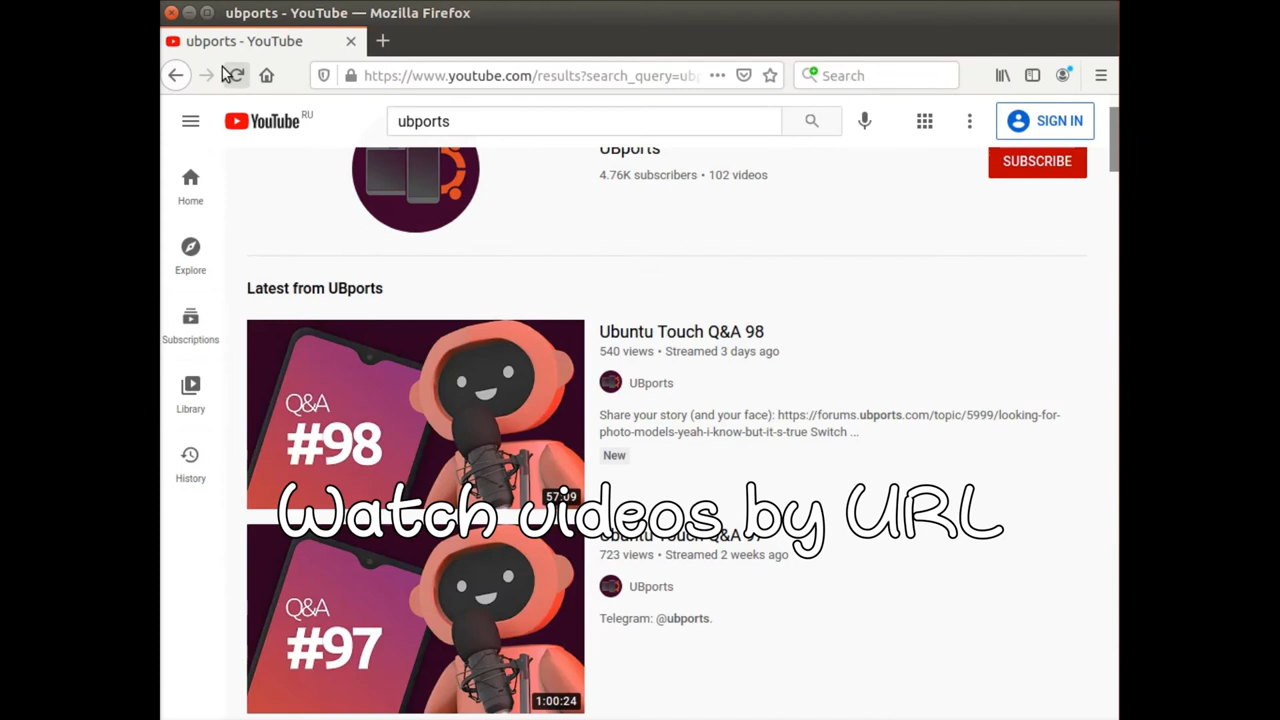 ubports - YouTube — Mozilla Firefox
ubports - YouTube
https://www.youtube.com/results?search_query=ub
Search
YouTube RU
ubports
SIGN IN
UBports
4.76K subscribers • 102 videos
SUBSCRIBE
Home
Explore
Subscriptions
Library
History
Latest from UBports
Q&A
#98
57:09
Ubuntu Touch Q&A 98
540 views • Streamed 3 days ago
UBports
Share your story (and your face): https://forums.ubports.com/topic/5999/looking-for-
photo-models-yeah-i-know-but-it-s-true Switch ...
New
Watch videos by URL
Ubuntu Touch Q&A 97
723 views • Streamed 2 weeks ago
UBports
Telegram: @ubports.
Q&A
#97
1:00:24